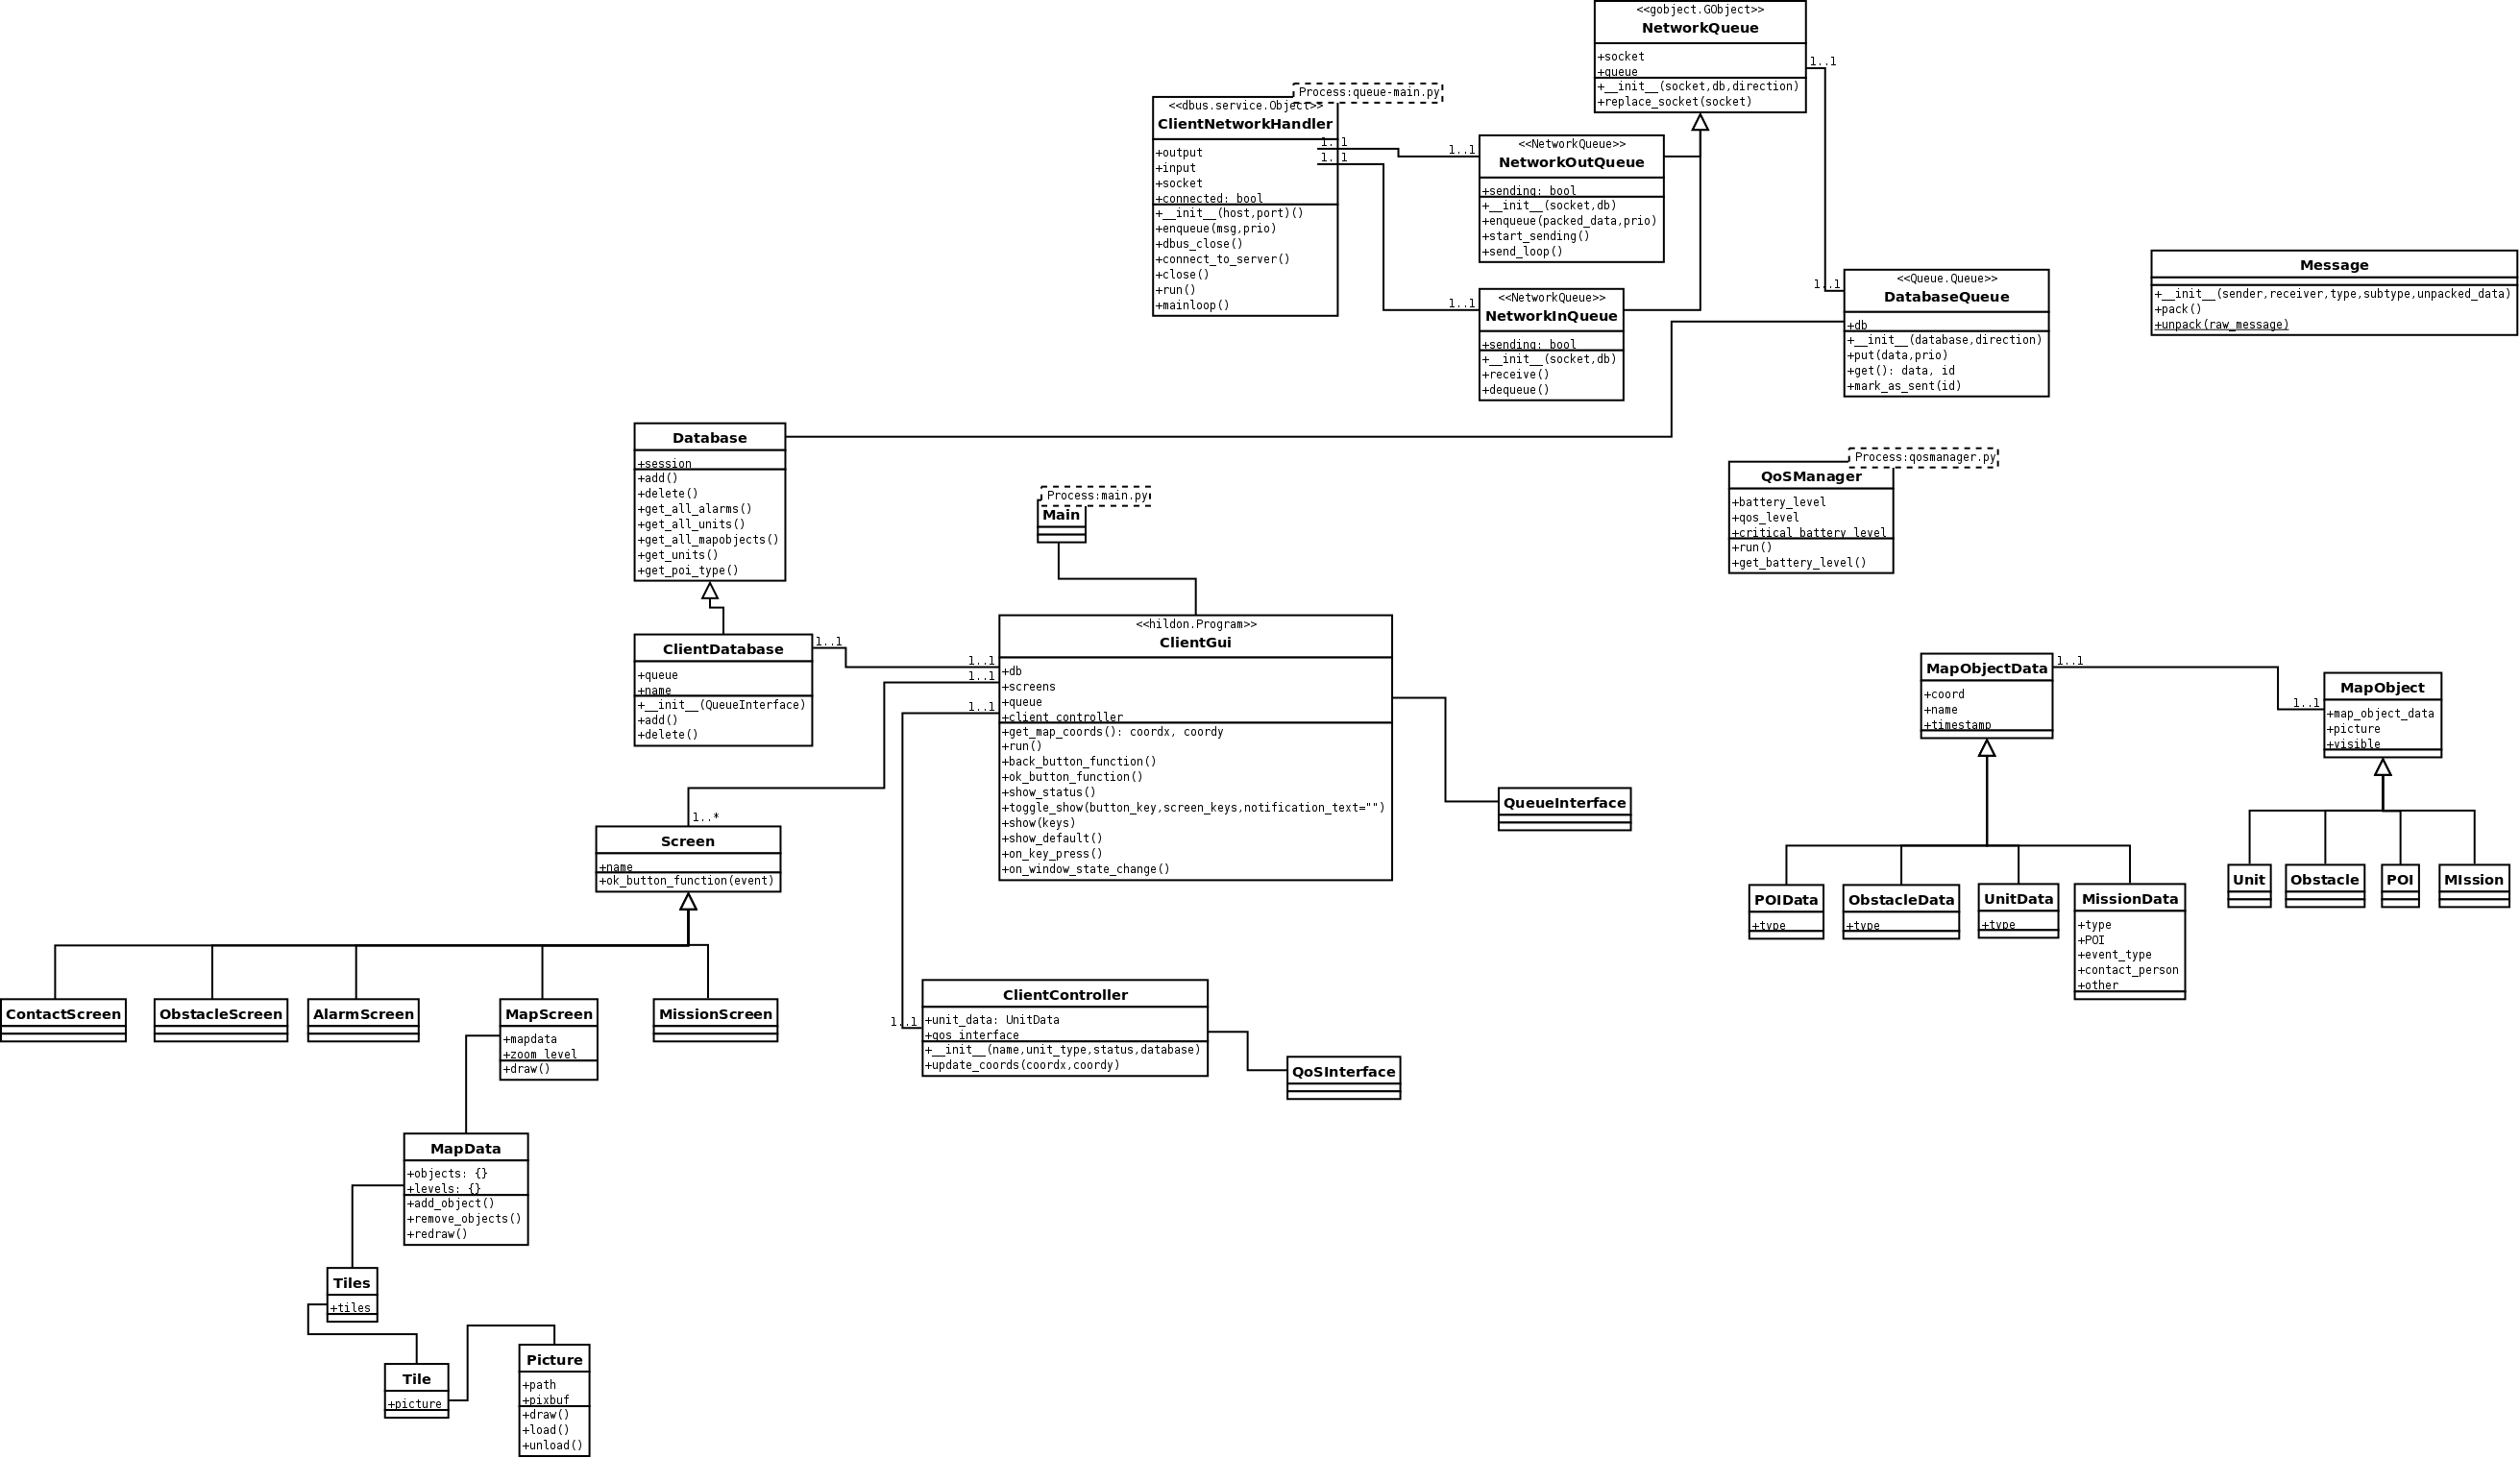 <<gobject.GObject>>
NetworkQueue
+socket
+queue
+__init__(socket,db,direction)
+replace_socket(socket)
1..1
Process:queue-main.py
<<dbus.service.Object>>
ClientNetworkHandler
+output
+input
+socket
+connected: bool
+__init__(host,port)()
+enqueue(msg,prio)
+dbus_close()
+connect_to_server()
+close()
+run()
+mainloop()
1..1
1..1
1..1
<<NetworkQueue>>
NetworkOutQueue
+sending: bool
+__init__(socket,db)
+enqueue(packed_data,prio)
+start_sending()
+send_loop()
1..1
<<NetworkQueue>>
NetworkInQueue
+sending: bool
+__init__(socket,db)
+receive()
+dequeue()
1..1
<<Queue.Queue>>
DatabaseQueue
+db
+__init__(database,direction)
+put(data,prio)
+get(): data, id
+mark_as_sent(id)
Message
+__init__(sender,receiver,type,subtype,unpacked_data)
+pack()
+unpack(raw_message)
Database
+session
+add()
+delete()
+get_all_alarms()
+get_all_units()
+get_all_mapobjects()
+get_units()
+get_poi_type()
Process:main.py
Main
Process:qosmanager.py
QoSManager
+battery_level
+qos_level
+critical_battery_level
+run()
+get_battery_level()
ClientDatabase
+queue
+name
+__init__(QueueInterface)
+add()
+delete()
1..1
1..1
1..1
1..1
<<hildon.Program>>
ClientGui
+db
+screens
+queue
+client_controller
+get_map_coords(): coordx, coordy
+run()
+back_button_function()
+ok_button_function()
+show_status()
+toggle_show(button_key,screen_keys,notification_text="")
+show(keys)
+show_default()
+on_key_press()
+on_window_state_change()
QueueInterface
MapObjectData
+coord
+name
+timestamp
1..1
1..1
MapObject
+map_object_data
+picture
+visible
Unit
Obstacle
POI
MIssion
POIData
+type
ObstacleData
+type
UnitData
+type
MissionData
+type
+POI
+event_type
+contact_person
+other
1..*
Screen
+name
+ok_button_function(event)
ContactScreen
ObstacleScreen
AlarmScreen
MapScreen
+mapdata
+zoom_level
+draw()
MissionScreen
1..1
ClientController
+unit_data: UnitData
+qos_interface
+__init__(name,unit_type,status,database)
+update_coords(coordx,coordy)
QoSInterface
MapData
+objects: {}
+levels: {}
+add_object()
+remove_objects()
+redraw()
Tiles
+tiles
Tile
+picture
Picture
+path
+pixbuf
+draw()
+load()
+unload()